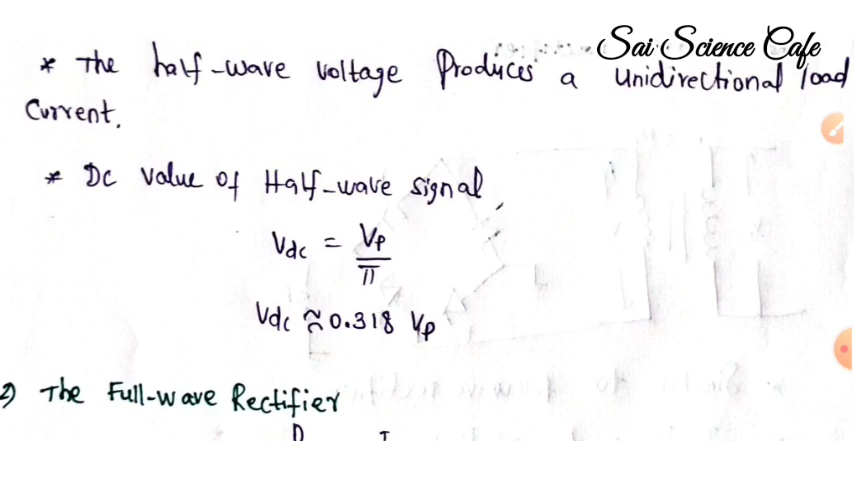 Sai Science Cafe
* The half-wave voltage Produces a unidirectional load
Current.
* Dc value of Half-wave signal
Vdc = Vp/π
Vdc ≈ 0.318 Vp
2) The Full-wave Rectifier
D I